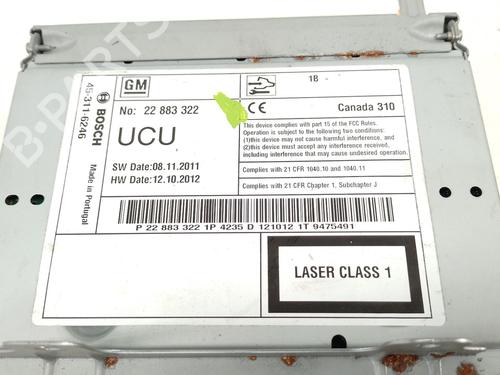 B-PARTS
GM
18
No: 22 883 322
CE
Canada 310
UCU
This device complies with part 15 of the FCC Rules.
Operation is subject to the following two conditions:
(1)this device may not cause harmful interference, and
(2)this device must accept any interference received,
including interference that may cause undesired operation.
SW Date:08.11.2011
HW Date:12.10.2012
Complies with 21 CFR 1040.10 and 1040.11
Complies with 21 CFR Chapter 1, Subchapter J
P 22 883 322 1P 4235 D 121012 1T 9475491
LASER CLASS 1
45-311-6246
BOSCH
Made in Portugal